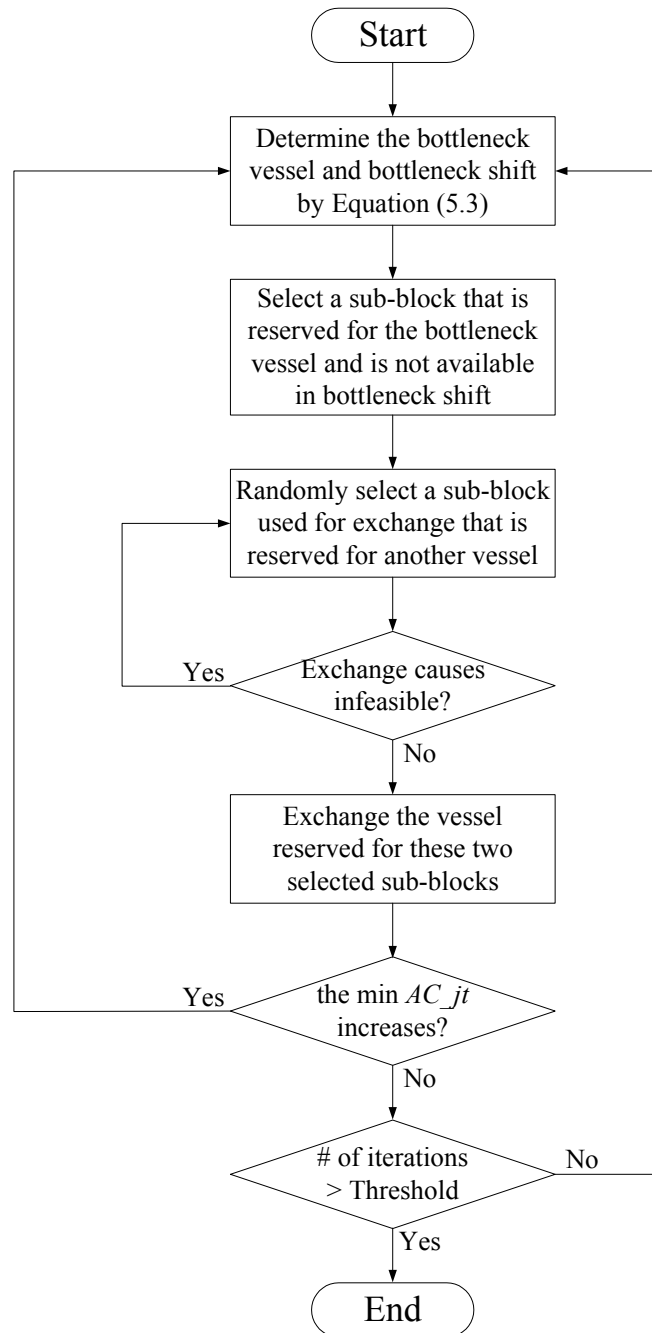 Start
Determine the bottleneck
vessel and bottleneck shift
by Equation (5.3)
Select a sub-block that is
reserved for the bottleneck
vessel and is not available
in bottleneck shift
Randomly select a sub-block
used for exchange that is
reserved for another vessel
Yes
Exchange causes
infeasible?
No
Exchange the vessel
reserved for these two
selected sub-blocks
Yes
the min AC_jt
increases?
No
# of iterations
> Threshold
No
Yes
End